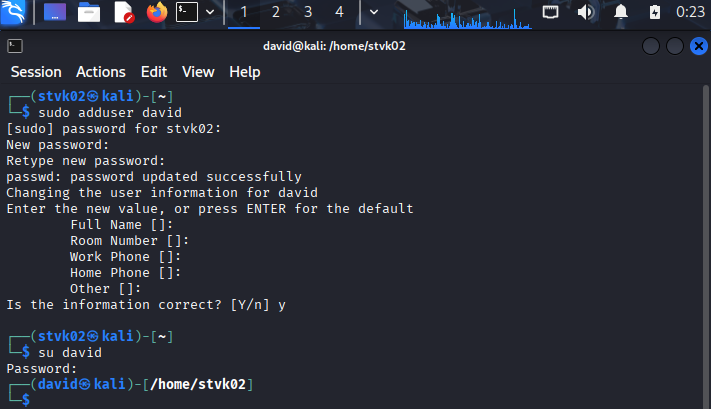 1 2 3 4 0:23
david@kali: /home/stvk02
Session Actions Edit View Help
┌──(stvk02㉿kali)-[~]
└─$ sudo adduser david
[sudo] password for stvk02:
New password:
Retype new password:
passwd: password updated successfully
Changing the user information for david
Enter the new value, or press ENTER for the default
        Full Name []:
        Room Number []:
        Work Phone []:
        Home Phone []:
        Other []:
Is the information correct? [Y/n] y
┌──(stvk02㉿kali)-[~]
└─$ su david
Password:
┌──(david㉿kali)-[/home/stvk02]
└─$